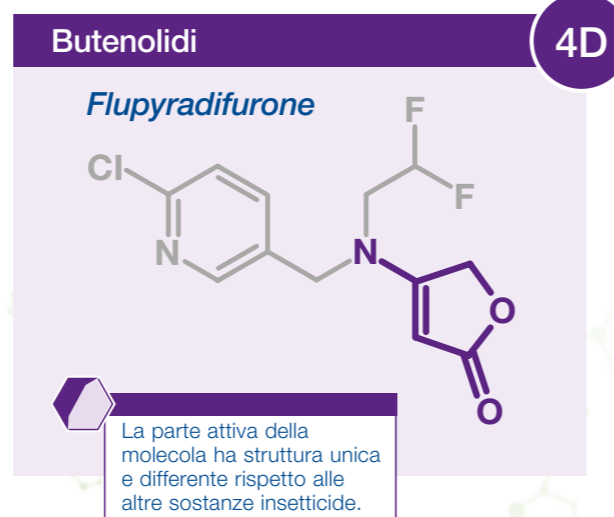 Butenolidi
4D
Flupyradifurone
F
Cl
F
N
N
O
O
La parte attiva della
molecola ha struttura unica
e differente rispetto alle
altre sostanze insetticide.